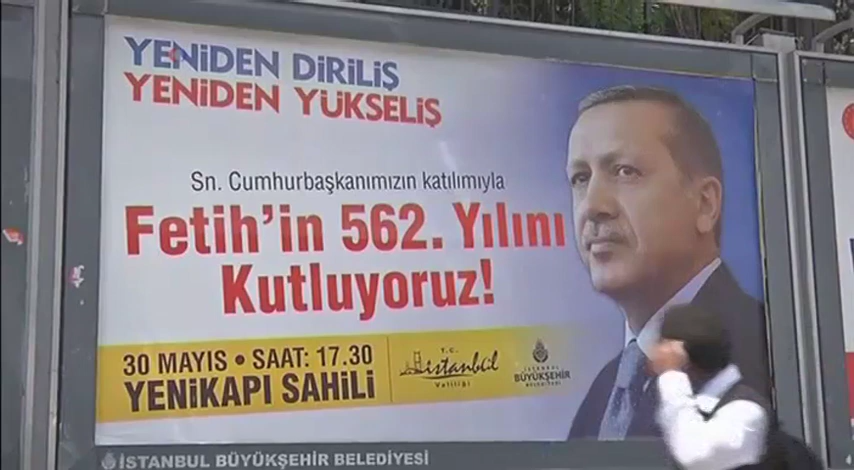 YENİDEN DİRİLİŞ
YENİDEN YÜKSELİŞ
Sn. Cumhurbaşkanımızın katılımıyla
Fetih'in 562. Yılını
Kutluyoruz!
30 MAYIS • SAAT: 17.30
YENİKAPI SAHİLİ
T.C.
istanbul
Valiliği
İSTANBUL
BÜYÜKŞEHİR
BELEDİYESİ
İSTANBUL BÜYÜKŞEHİR BELEDİYESİ